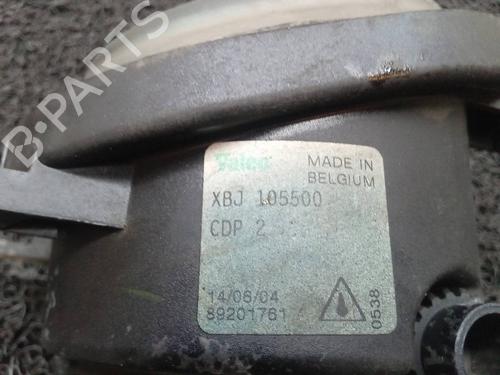 Valeo
MADE IN
BELGIUM
XBJ 105500
CDP 2
14/06/04
89201761
0538
B-PARTS